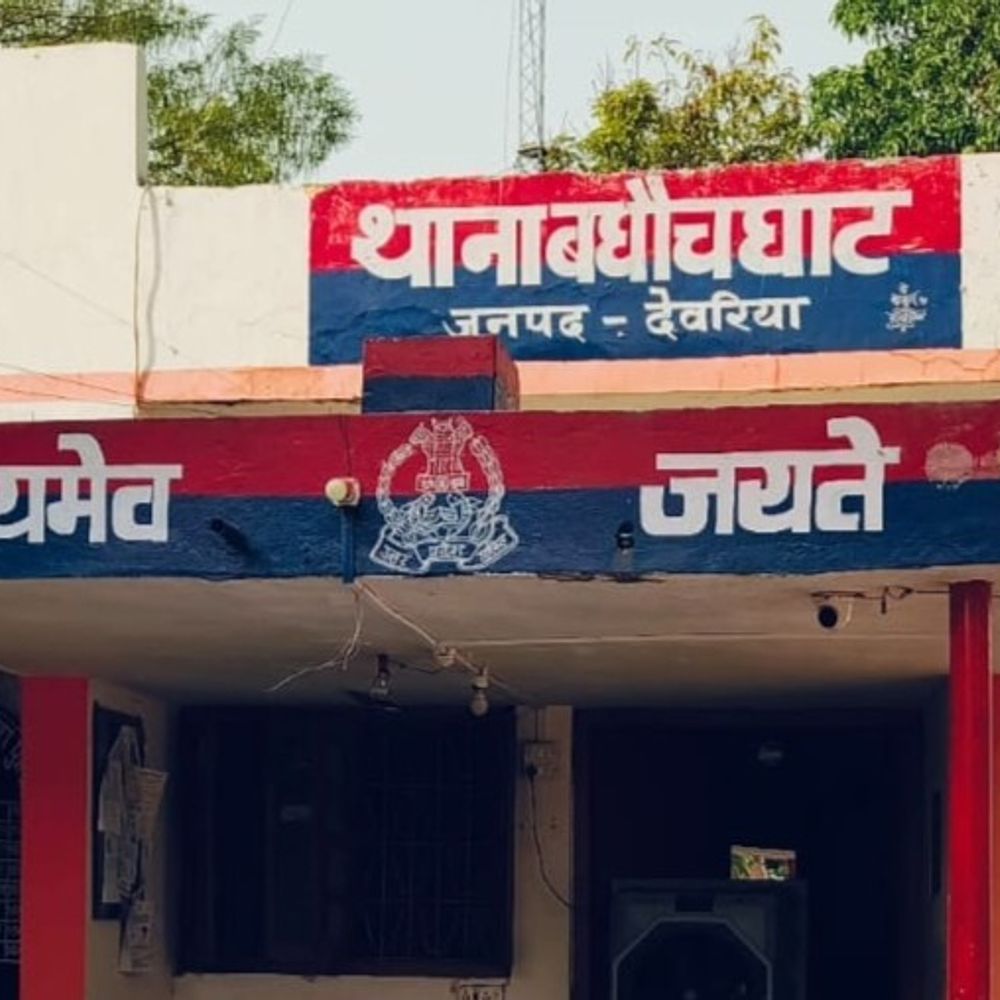 थाना बघौचघाट
जनपद - देवरिया
यमेव जयते